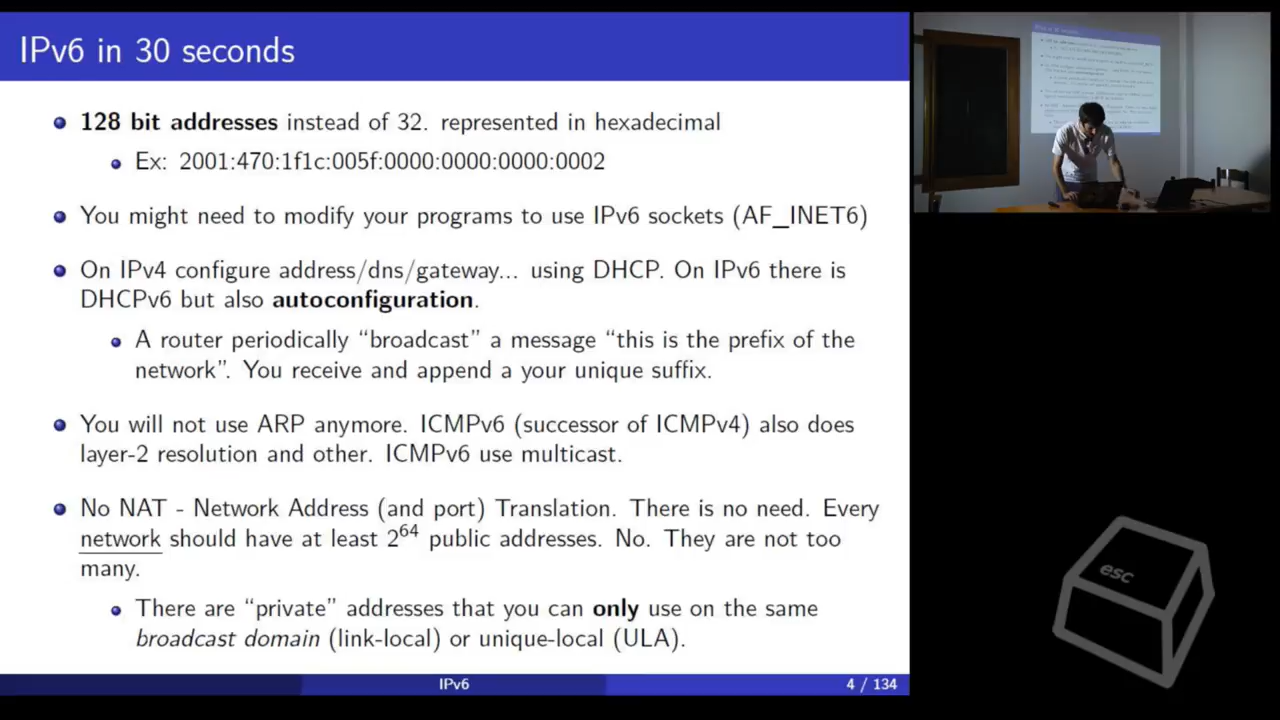 IPv6 in 30 seconds
128 bit addresses instead of 32. represented in hexadecimal
Ex: 2001:470:1f1c:005f:0000:0000:0000:0002
You might need to modify your programs to use IPv6 sockets (AF_INET6)
On IPv4 configure address/dns/gateway... using DHCP. On IPv6 there is
DHCPv6 but also autoconfiguration.
A router periodically “broadcast” a message “this is the prefix of the
network”. You receive and append a your unique suffix.
You will not use ARP anymore. ICMPv6 (successor of ICMPv4) also does
layer-2 resolution and other. ICMPv6 use multicast.
No NAT - Network Address (and port) Translation. There is no need. Every
network should have at least 2^64 public addresses. No. They are not too
many.
There are “private” addresses that you can only use on the same
broadcast domain (link-local) or unique-local (ULA).
IPv6
4 / 134
esc